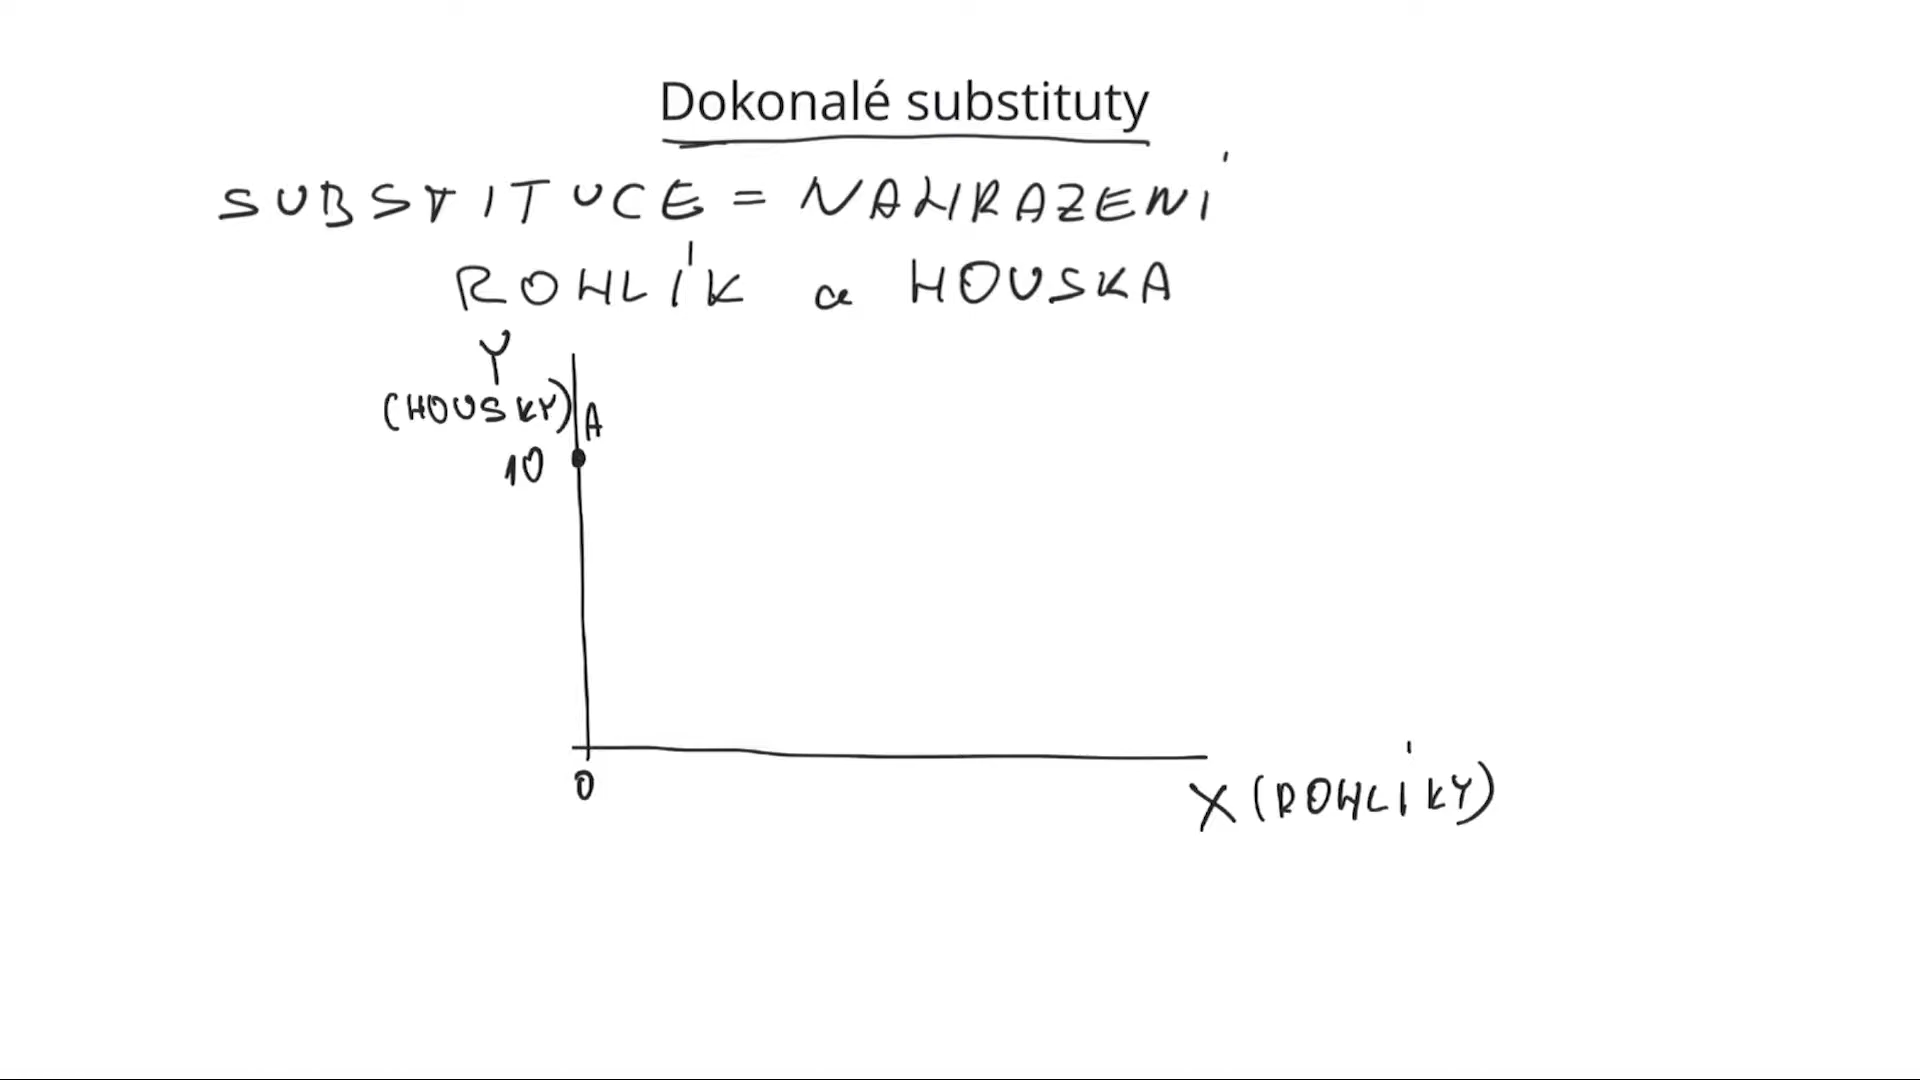 Dokonalé substituty
SUBSTITUCE = NAHRAZENÍ
ROHLÍK a HOUSKA
Y
(HOUSKY) A
10
0
X (ROHLÍKY)